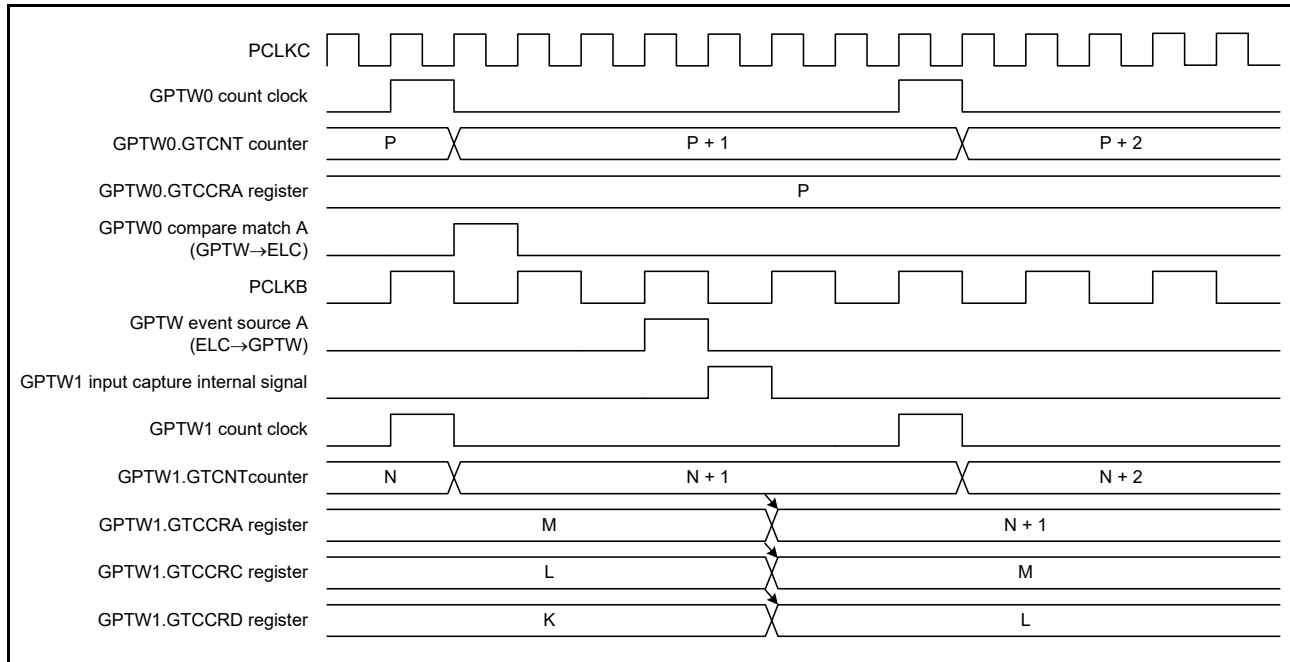 PCLKC
GPTW0 count clock
GPTW0.GTCNT counter
P
P + 1
P + 2
GPTW0.GTCCRA register
P
GPTW0 compare match A
(GPTW→ELC)
PCLKB
GPTW event source A
(ELC→GPTW)
GPTW1 input capture internal signal
GPTW1 count clock
GPTW1.GTCNTcounter
N
N + 1
N + 2
GPTW1.GTCCRA register
M
N + 1
GPTW1.GTCCRC register
L
M
GPTW1.GTCCRD register
K
L